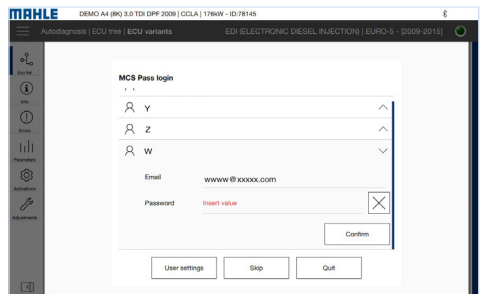 MAHLE
DEMO A4 (8K) 3.0 TDI DPF 2009 | CCLA | 176kW - ID:78145
Autodiagnosis | ECU tree | ECU variants
EDI (ELECTRONIC DIESEL INJECTION) | EURO-5 - [2009-2015]
Ecu list
Info
Errors
Parameters
Activations
Adjustments
MCS Pass login
Y
Z
W
Email
wwww@xxxxx.com
Password
Insert value
Confirm
User settings
Skip
Quit